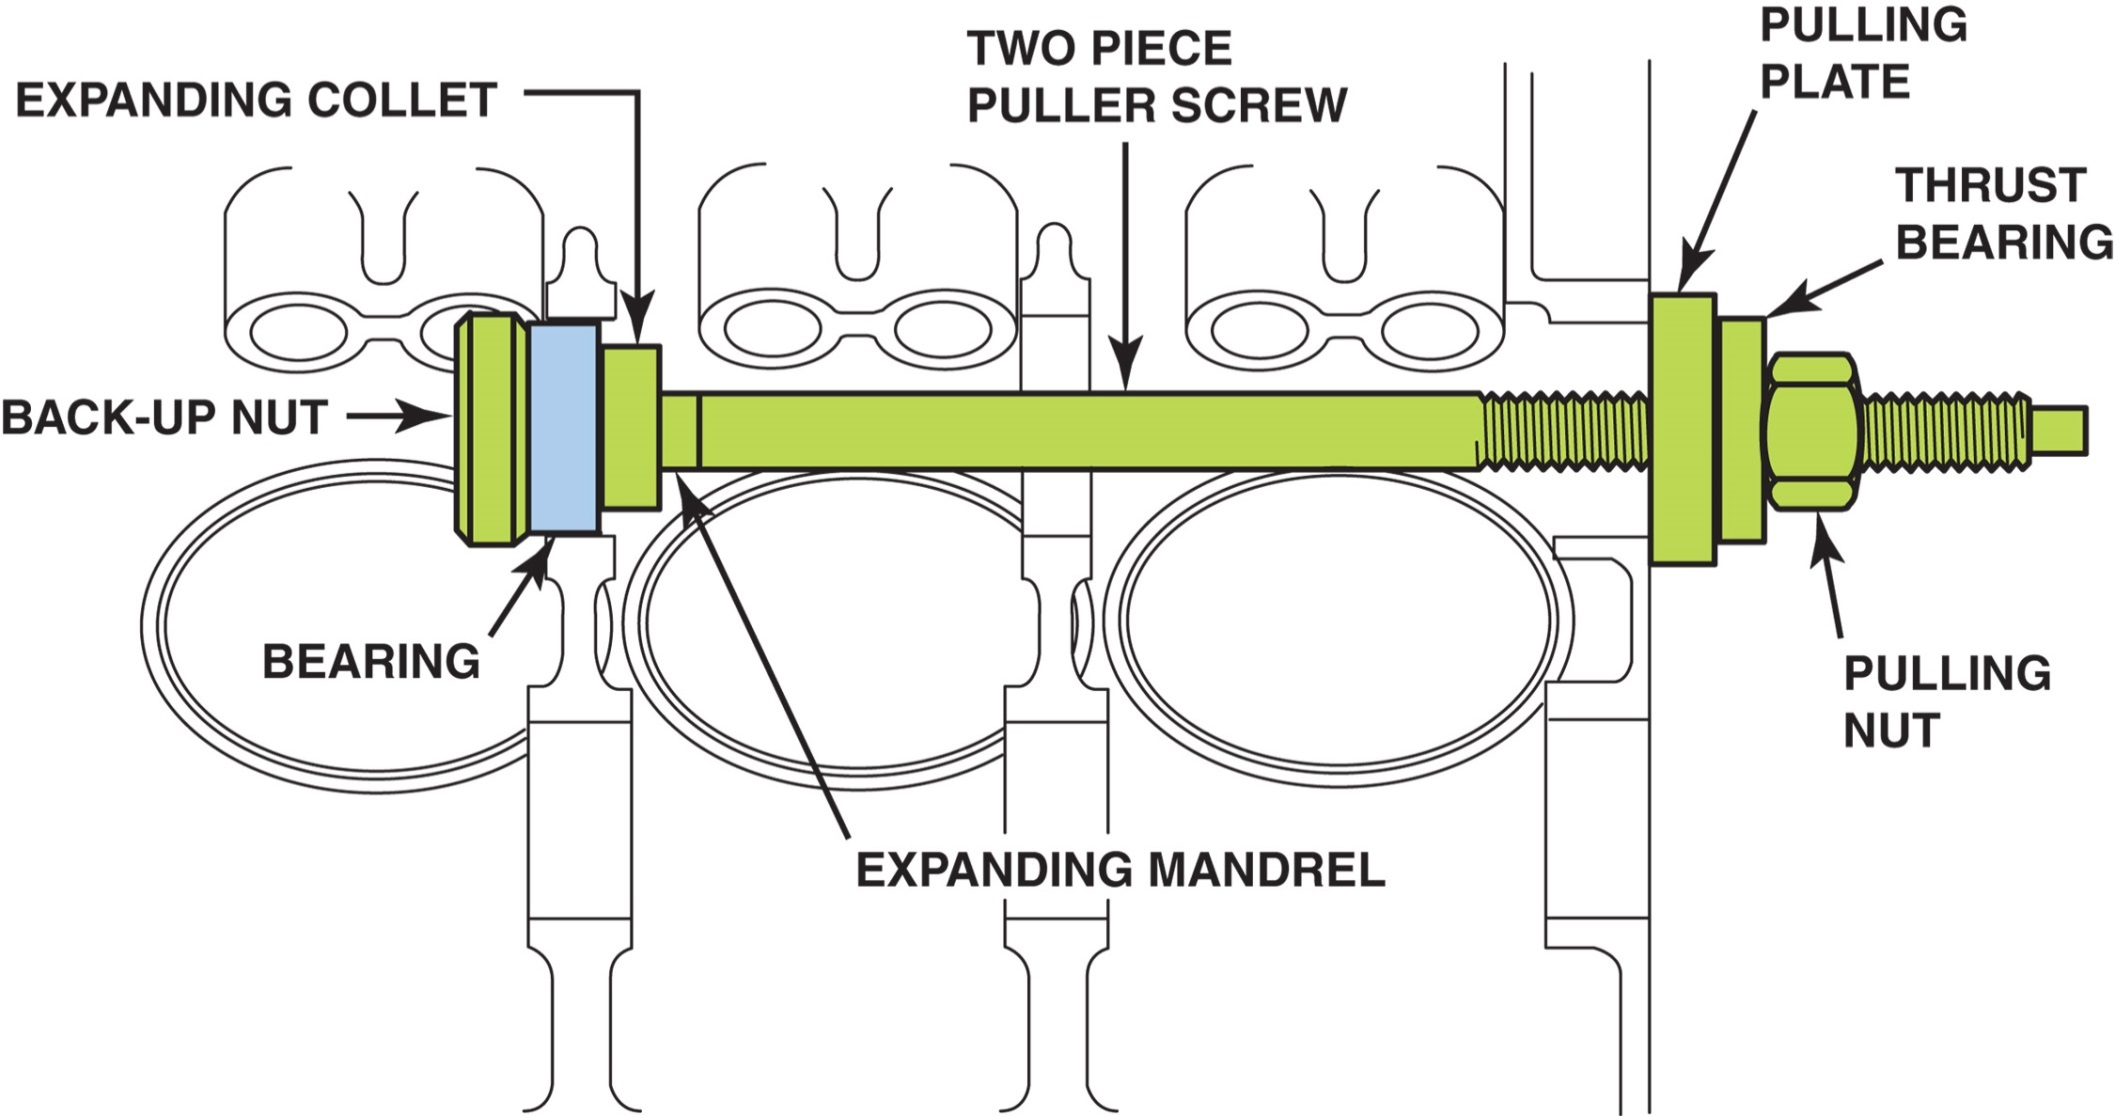 EXPANDING COLLET
TWO PIECE
PULLER SCREW
PULLING
PLATE
THRUST
BEARING
BACK-UP NUT
BEARING
EXPANDING MANDREL
PULLING
NUT